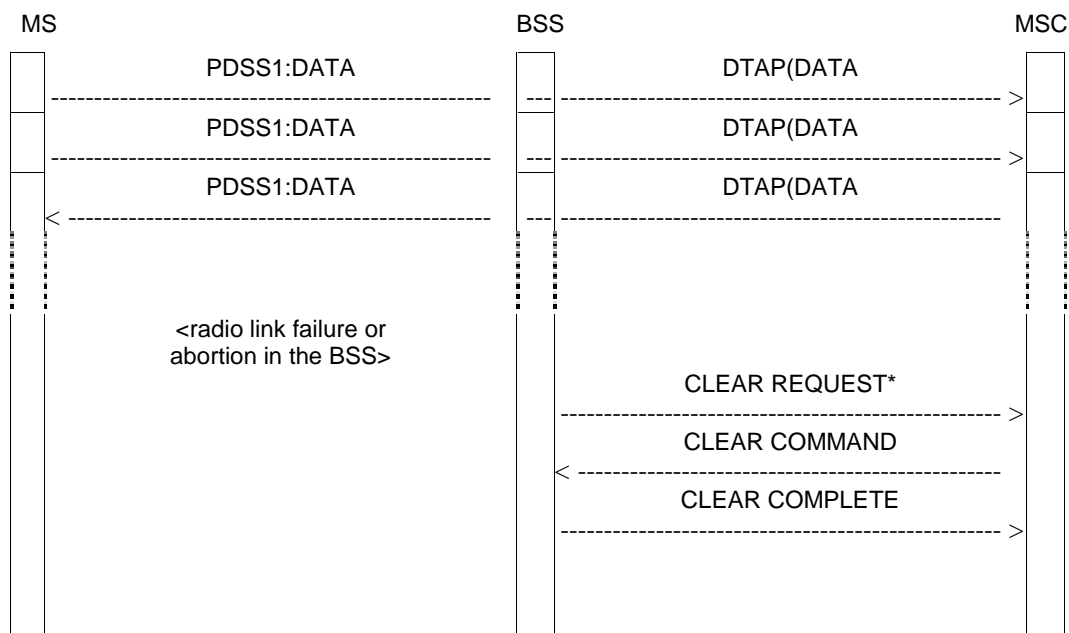 MS BSS MSC
PDSS1:DATA DTAP(DATA
PDSS1:DATA DTAP(DATA
PDSS1:DATA DTAP(DATA
<radio link failure or
abortion in the BSS>
CLEAR REQUEST*
CLEAR COMMAND
CLEAR COMPLETE